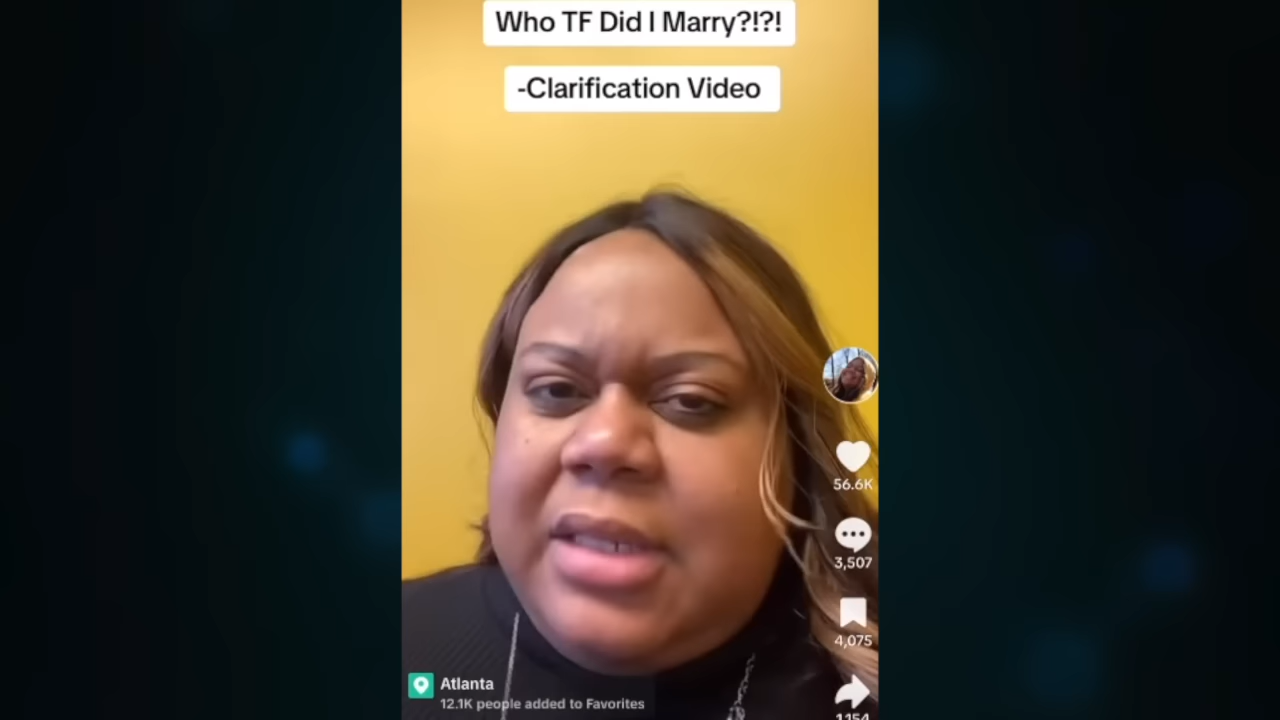 Who TF Did I Marry?!?!
-Clarification Video
56.6K
3,507
4,075
Atlanta
12.1K people added to Favorites
1154